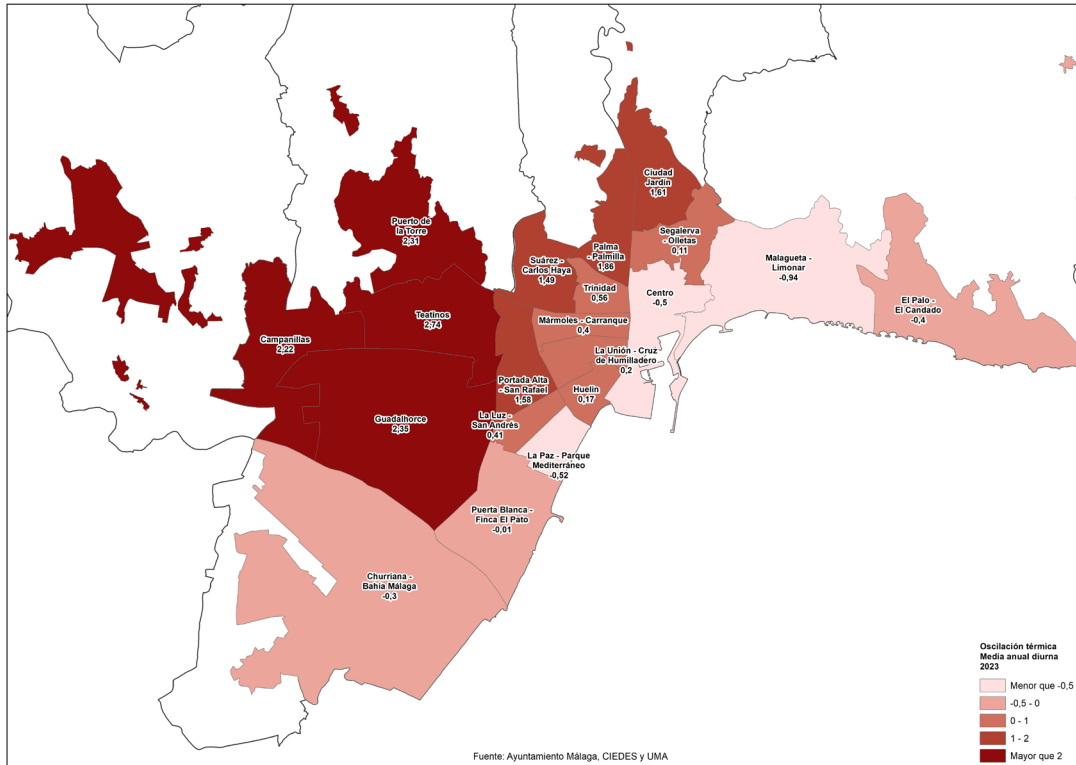 Ciudad
Jardín
1,61
Puerto de
la Torre
2,31
Segalerva -
Olletas
0,11
Palma
- Palmilla
1,86
Suárez -
Carlos Haya
1,49
Malagueta -
Limonar
-0,94
Trinidad
0,56
Centro
-0,5
El Palo -
El Candado
-0,4
Teatinos
2,74
Mármoles - Carranque
0,4
Campanillas
2,22
La Unión - Cruz
de Humilladero
0,2
Portada Alta
- San Rafael
1,58
Huelin
0,17
Guadalhorce
2,35
La Luz -
San Andrés
0,41
La Paz - Parque
Mediterráneo
-0,52
Puerta Blanca -
Finca El Pato
-0,01
Churriana -
Bahia Málaga
-0,3
Oscilación térmica
Media anual diurna
2023
Menor que -0,5
-0,5 - 0
0 - 1
1 - 2
Mayor que 2
Fuente: Ayuntamiento Málaga, CIEDES y UMA